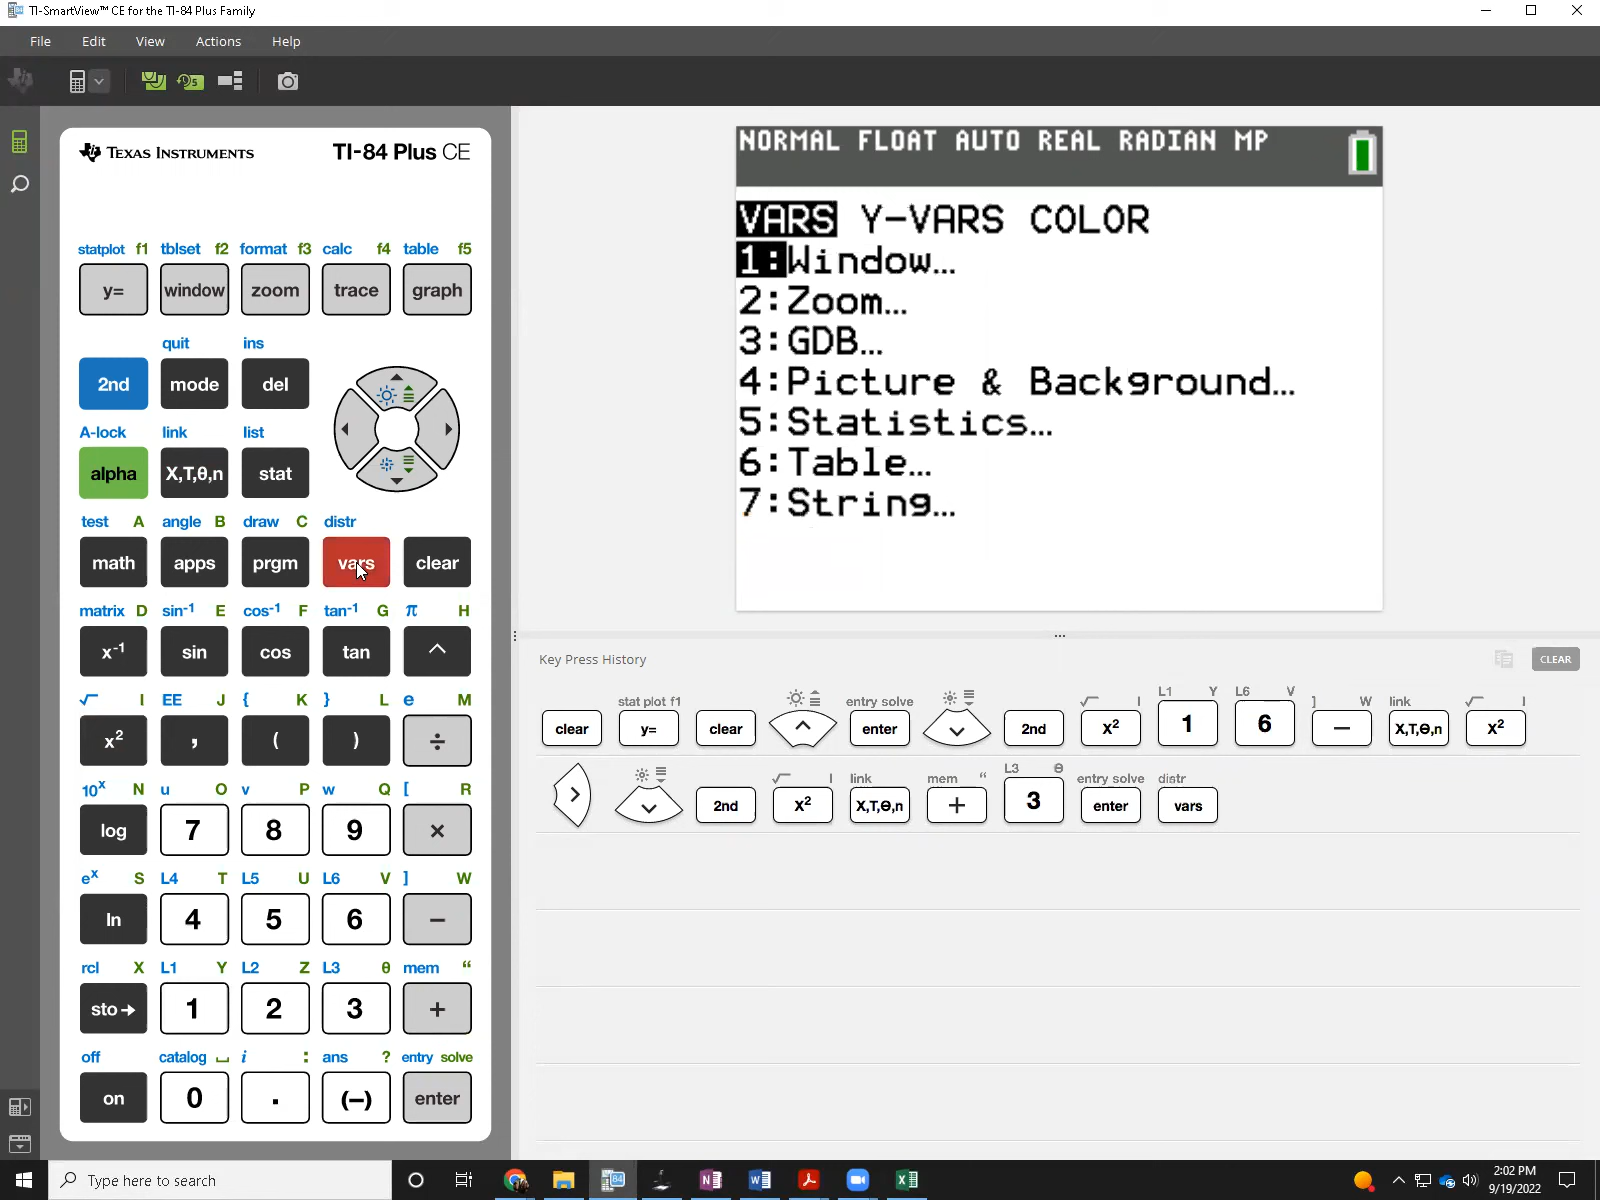 TI-SmartView™ CE for the TI-84 Plus Family
File Edit View Actions Help
TEXAS INSTRUMENTS TI-84 Plus CE
statplot f1 tblset f2 format f3 calc f4 table f5
y= window zoom trace graph
quit ins
2nd mode del
A-lock link list
alpha X,T,θ,n stat
test A angle B draw C distr
math apps prgm vars clear
matrix D sin-1 E cos-1 F tan-1 G π H
x-1 sin cos tan ^
√ I EE J { K } L e M
x² , ( ) ÷
10ˣ N u O v P w Q [ R
log 7 8 9 ×
eˣ S L4 T L5 U L6 V ] W
ln 4 5 6 −
rcl X L1 Y L2 Z L3 θ mem “
sto→ 1 2 3 +
off catalog ⎵ i : ans ? entry solve
on 0 . (−) enter
NORMAL FLOAT AUTO REAL RADIAN MP
VARS Y-VARS COLOR
1:Window…
2:Zoom…
3:GDB…
4:Picture & Background…
5:Statistics…
6:Table…
7:String…
Key Press History CLEAR
stat plot f1 entry solve √ I L1 Y L6 V ] W link √ I
clear y= clear ^ enter 2nd x² 1 6 − X,T,Θ,n x²
√ I link mem “ L3 Θ entry solve distr
> 2nd x² X,T,Θ,n + 3 enter vars
Type here to search
2:02 PM
9/19/2022